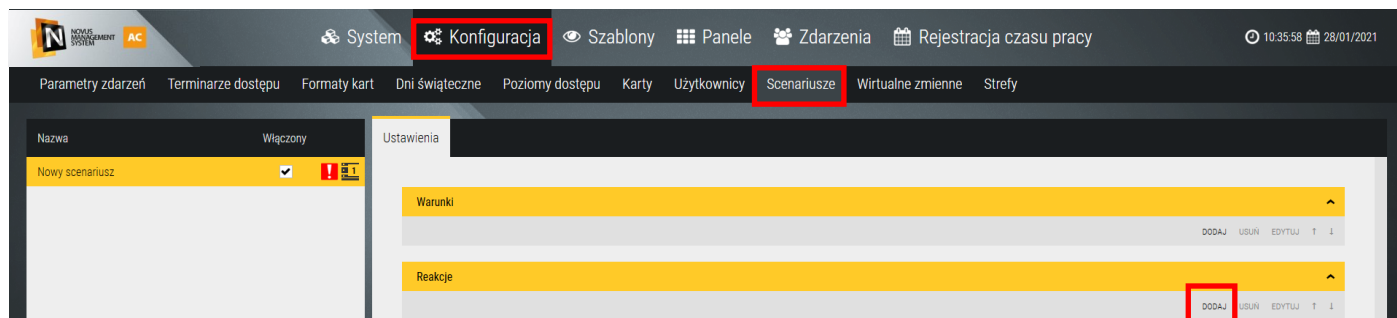 NOVUS
MANAGEMENT
SYSTEM
AC
System Konfiguracja Szablony Panele Zdarzenia Rejestracja czasu pracy
10:35:58 28/01/2021
Parametry zdarzeń Terminarze dostępu Formaty kart Dni świąteczne Poziomy dostępu Karty Użytkownicy Scenariusze Wirtualne zmienne Strefy
Nazwa Włączony
Ustawienia
Nowy scenariusz 1
Warunki
DODAJ USUŃ EDYTUJ ↑ ↓
Reakcje
DODAJ USUŃ EDYTUJ ↑ ↓